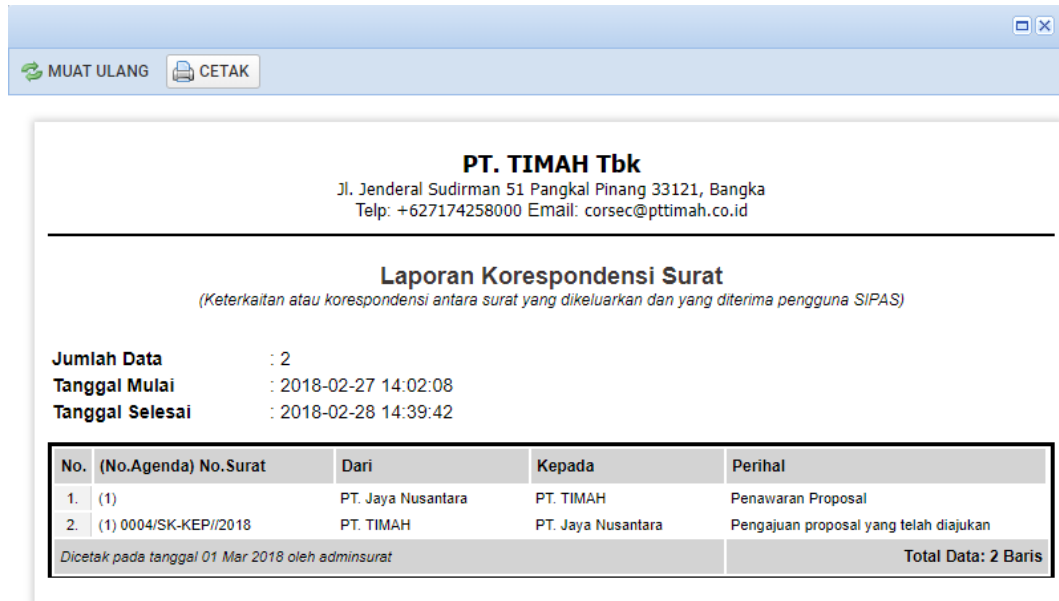 MUAT ULANG CETAK
PT. TIMAH Tbk
Jl. Jenderal Sudirman 51 Pangkal Pinang 33121, Bangka
Telp: +627174258000 Email: corsec@pttimah.co.id
Laporan Korespondensi Surat
(Keterkaitan atau korespondensi antara surat yang dikeluarkan dan yang diterima pengguna SIPAS)
Jumlah Data : 2
Tanggal Mulai : 2018-02-27 14:02:08
Tanggal Selesai : 2018-02-28 14:39:42
No. (No.Agenda) No.Surat Dari Kepada Perihal
1. (1) PT. Jaya Nusantara PT. TIMAH Penawaran Proposal
2. (1) 0004/SK-KEP//2018 PT. TIMAH PT. Jaya Nusantara Pengajuan proposal yang telah diajukan
Dicetak pada tanggal 01 Mar 2018 oleh adminsurat Total Data: 2 Baris